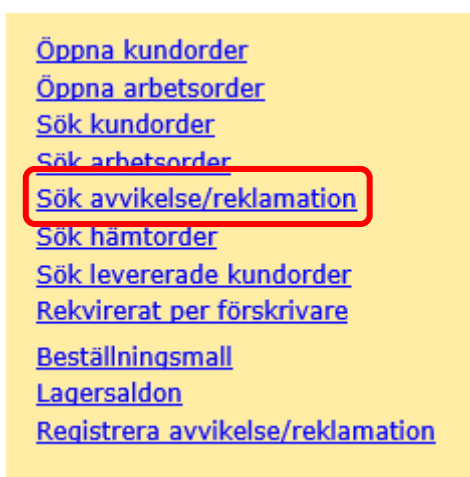 Öppna kundorder
Öppna arbetsorder
Sök kundorder
Sök arbetsorder
Sök avvikelse/reklamation
Sök hämtorder
Sök levererade kundorder
Rekvirerat per förskrivare
Beställningsmall
Lagersaldon
Registrera avvikelse/reklamation